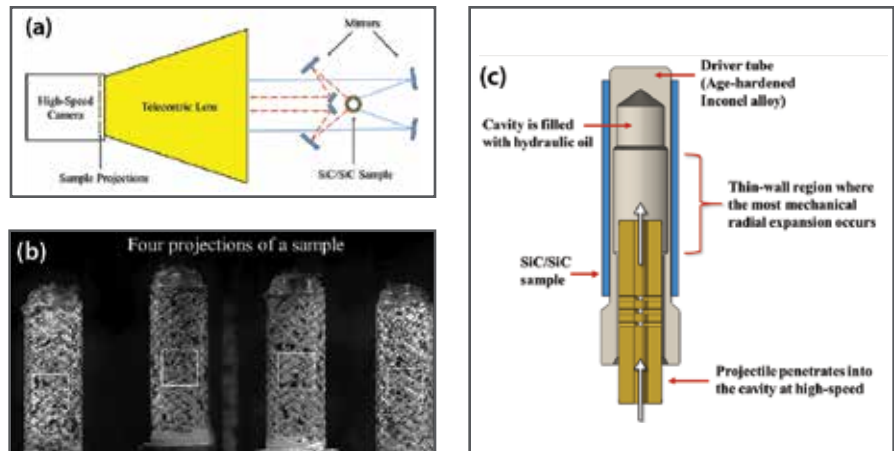 (a)
Mirrors
High-Speed
Camera
Telecentric Lens
Sample Projections
SiC/SiC Sample
(b)
Four projections of a sample
(c)
Driver tube
(Age-hardened
Inconel alloy)
Cavity is filled
with hydraulic oil
Thin-wall region where
the most mechanical
radial expansion occurs
SiC/SiC
sample
Projectile penetrates into
the cavity at high-speed